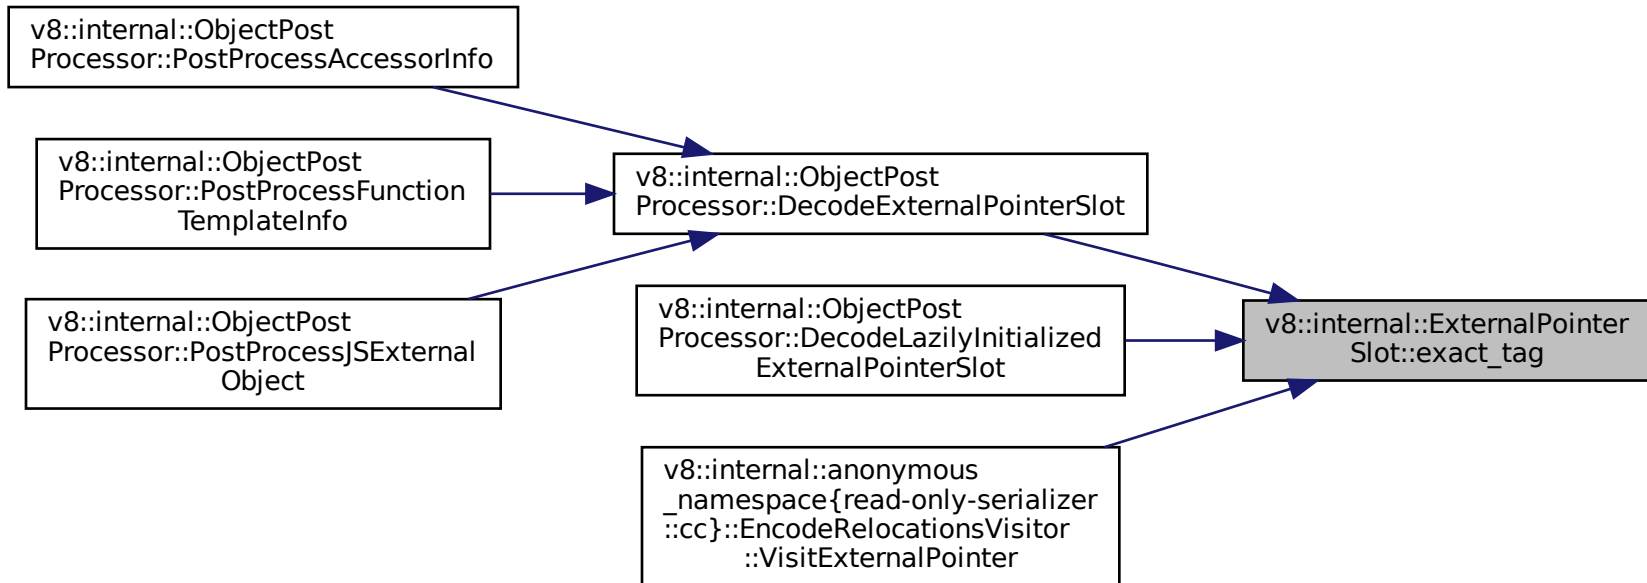 v8::internal::ObjectPost
Processor::PostProcessAccessorInfo
v8::internal::ObjectPost
Processor::PostProcessFunction
TemplateInfo
v8::internal::ObjectPost
Processor::PostProcessJSExternal
Object
v8::internal::ObjectPost
Processor::DecodeExternalPointerSlot
v8::internal::ObjectPost
Processor::DecodeLazilyInitialized
ExternalPointerSlot
v8::internal::anonymous
_namespace{read-only-serializer
::cc}::EncodeRelocationsVisitor
::VisitExternalPointer
v8::internal::ExternalPointer
Slot::exact_tag